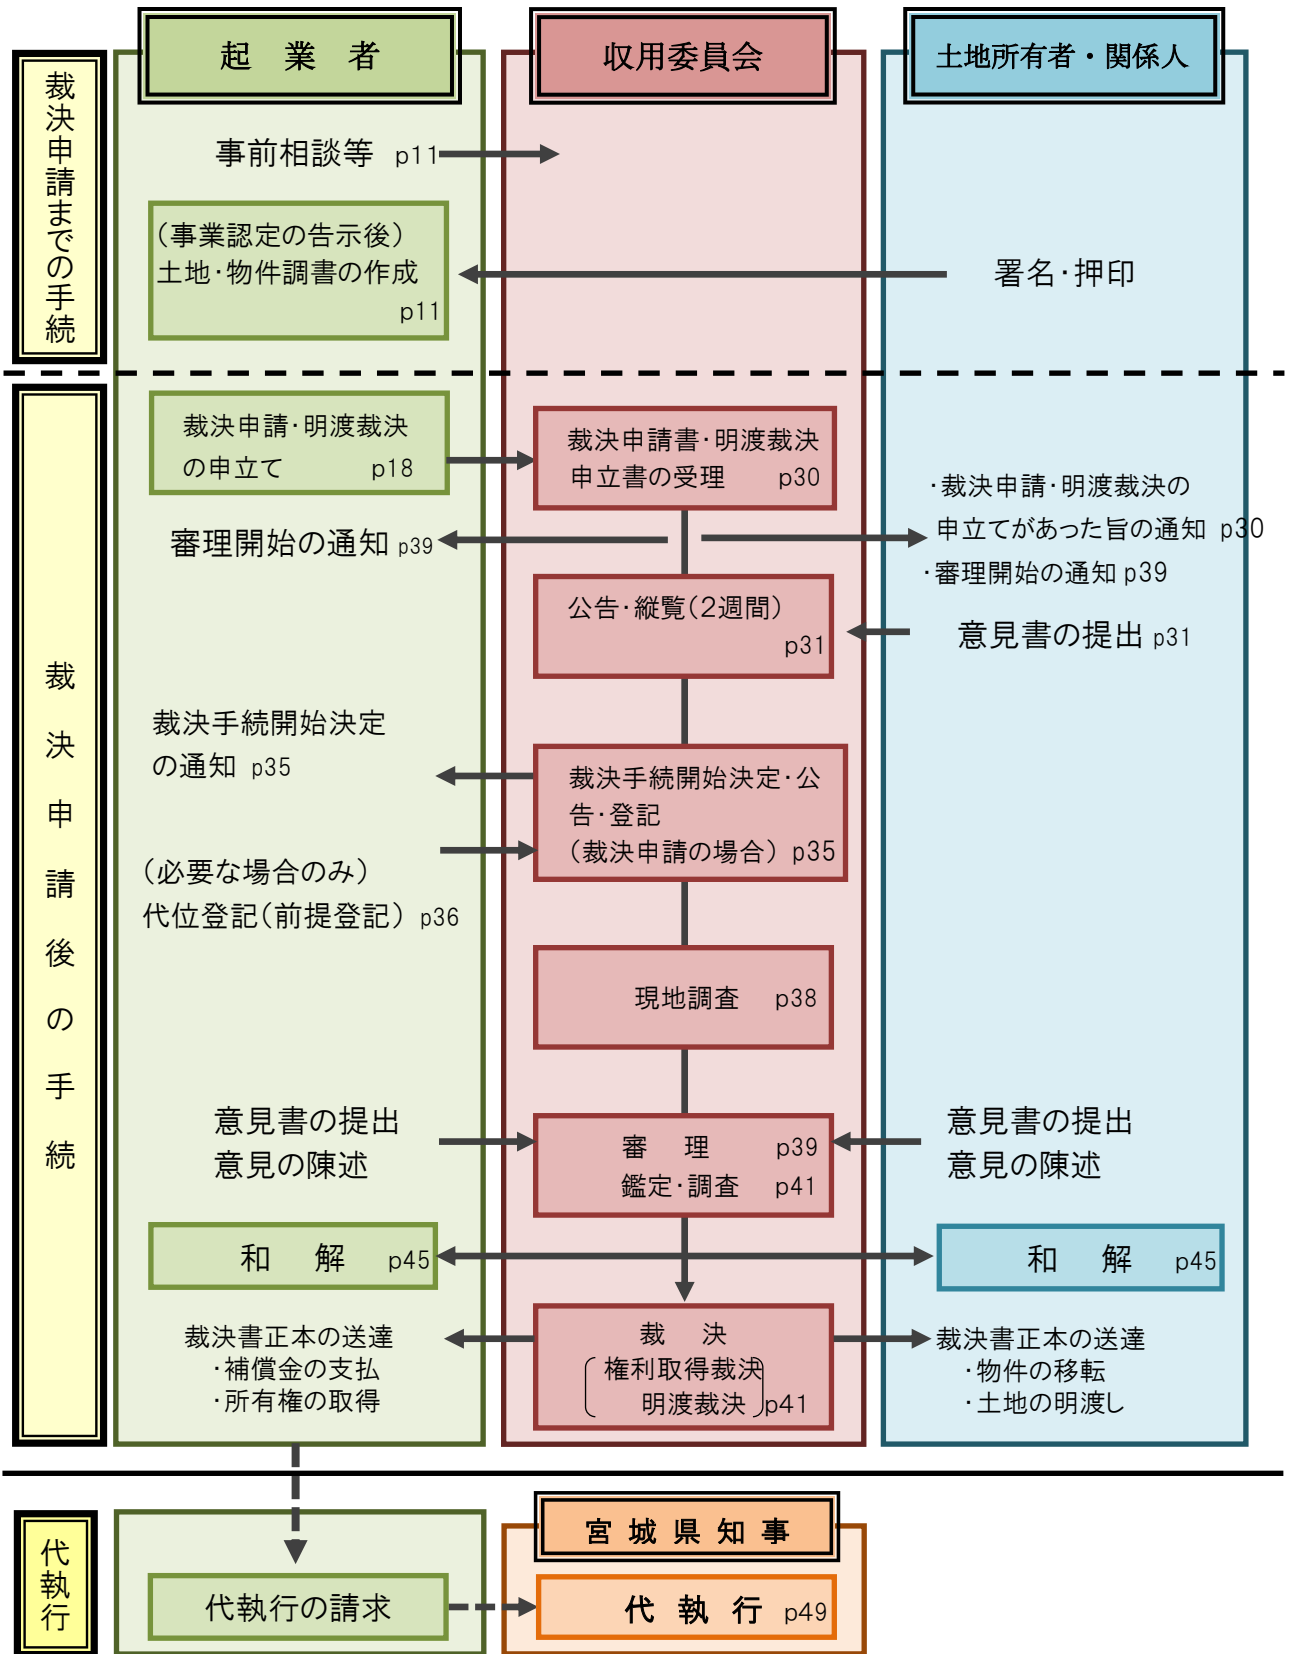 起 業 者
収用委員会
土地所有者・関係人
裁決申請までの手続
事前相談等 p11
(事業認定の告示後)
土地・物件調書の作成
p11
署名・押印
裁決申請後の手続
裁決申請・明渡裁決
の申立て p18
裁決申請書・明渡裁決
申立書の受理 p30
・裁決申請・明渡裁決の
申立てがあった旨の通知 p30
・審理開始の通知 p39
審理開始の通知 p39
公告・縦覧(2週間)
p31
意見書の提出 p31
裁決手続開始決定
の通知 p35
裁決手続開始決定・公
告・登記
(裁決申請の場合) p35
(必要な場合のみ)
代位登記(前提登記) p36
現地調査 p38
意見書の提出
意見の陳述
審 理 p39
鑑定・調査 p41
意見書の提出
意見の陳述
和 解 p45
和 解 p45
裁決書正本の送達
・補償金の支払
・所有権の取得
裁 決
権利取得裁決
明渡裁決 p41
裁決書正本の送達
・物件の移転
・土地の明渡し
代執行
宮 城 県 知 事
代執行の請求
代 執 行 p49